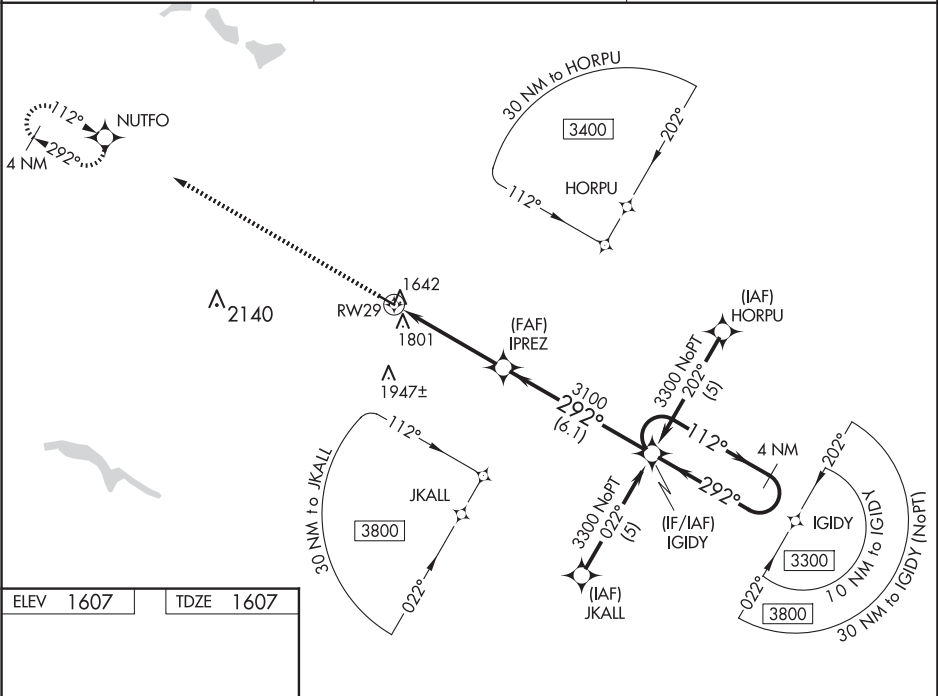 30 NM to HORPU
3400
202°
112°
HORPU
112°
292°
4 NM
NUTFO
1642
RW29
1801
2140
1947±
(FAF)
IPREZ
(IAF)
HORPU
3300 NoPT
202°
(5)
3100
292°
(6.1)
112°
4 NM
292°
(IF/IAF)
IGIDY
3300 NoPT
022°
(5)
(IAF)
JKALL
112°
JKALL
30 NM to JKALL
3800
022°
202°
IGIDY
3300
10 NM to IGIDY
022°
3800
30 NM to IGIDY (NoPT)
ELEV 1607
TDZE 1607